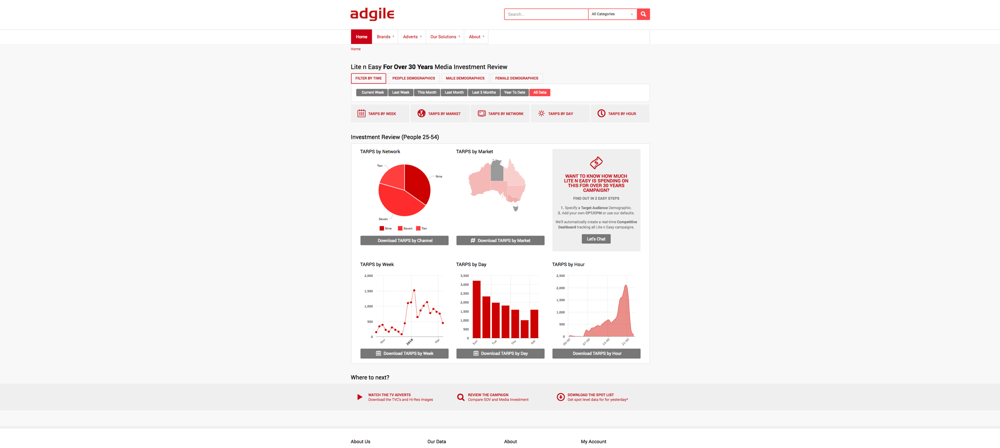 adgile
Search...
All Categories
Home
Brands
Adverts
Our Solutions
About
Home
Lite n Easy For Over 30 Years Media Investment Review
FILTER BY TIME
PEOPLE DEMOGRAPHICS
MALE DEMOGRAPHICS
FEMALE DEMOGRAPHICS
Current Week
Last Week
This Month
Last Month
Last 3 Months
Year To Date
All Data
TARPS BY WEEK
TARPS BY MARKET
TARPS BY NETWORK
TARPS BY DAY
TARPS BY HOUR
Investment Review (People 25-54)
TARPS by Network
Ten
Nine
Seven
Nine
Seven
Ten
Download TARPS by Channel
TARPS by Market
Download TARPS by Market
WANT TO KNOW HOW MUCH
LITE N EASY IS SPENDING ON
THIS FOR OVER 30 YEARS
CAMPAIGN?
FIND OUT IN 2 EASY STEPS
1. Specify a Target Audience Demographic.
2. Add your own CPT/CPM or use our defaults.
We'll automatically create a real-time Competitive
Dashboard tracking all Lite n Easy campaigns.
Let's Chat
TARPS by Week
2,000
1,500
1,000
500
0
Nov
2018
Mar
Download TARPS by Week
TARPS by Day
3,500
3,000
2,500
2,000
1,500
1,000
500
0
Sun
Tue
Thu
Sat
Download TARPS by Day
TARPS by Hour
2,500
2,000
1,500
1,000
500
0
00:00
07:00
14:00
21:00
Download TARPS by Hour
Where to next?
WATCH THE TV ADVERTS
Download the TVC's and Hi-Res images
REVIEW THE CAMPAIGN
Compare SOV and Media Investment
DOWNLOAD THE SPOT LIST
Get spot level data for for yesterday*
About Us
Our Data
About
My Account